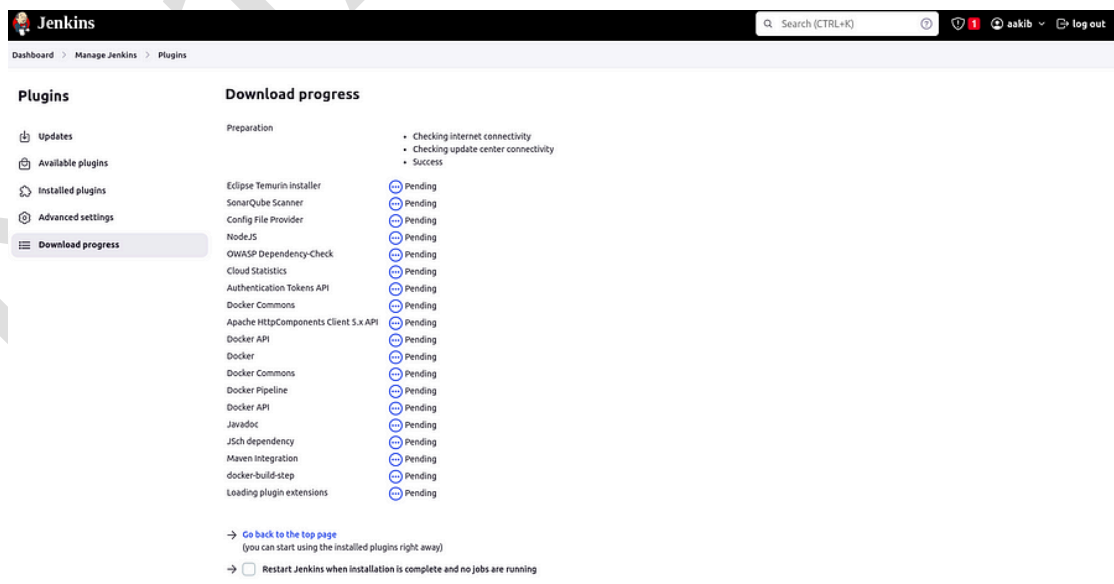 Jenkins
Search (CTRL+K)
1
aakib
log out
Dashboard > Manage Jenkins > Plugins
Plugins
Updates
Available plugins
Installed plugins
Advanced settings
Download progress
Download progress
Preparation
• Checking internet connectivity
• Checking update center connectivity
• Success
Eclipse Temurin installer Pending
SonarQube Scanner Pending
Config File Provider Pending
NodeJS Pending
OWASP Dependency-Check Pending
Cloud Statistics Pending
Authentication Tokens API Pending
Docker Commons Pending
Apache HttpComponents Client 5.x API Pending
Docker API Pending
Docker Pending
Docker Commons Pending
Docker Pipeline Pending
Docker API Pending
Javadoc Pending
JSch dependency Pending
Maven Integration Pending
docker-build-step Pending
Loading plugin extensions Pending
→ Go back to the top page
(you can start using the installed plugins right away)
→ Restart Jenkins when installation is complete and no jobs are running